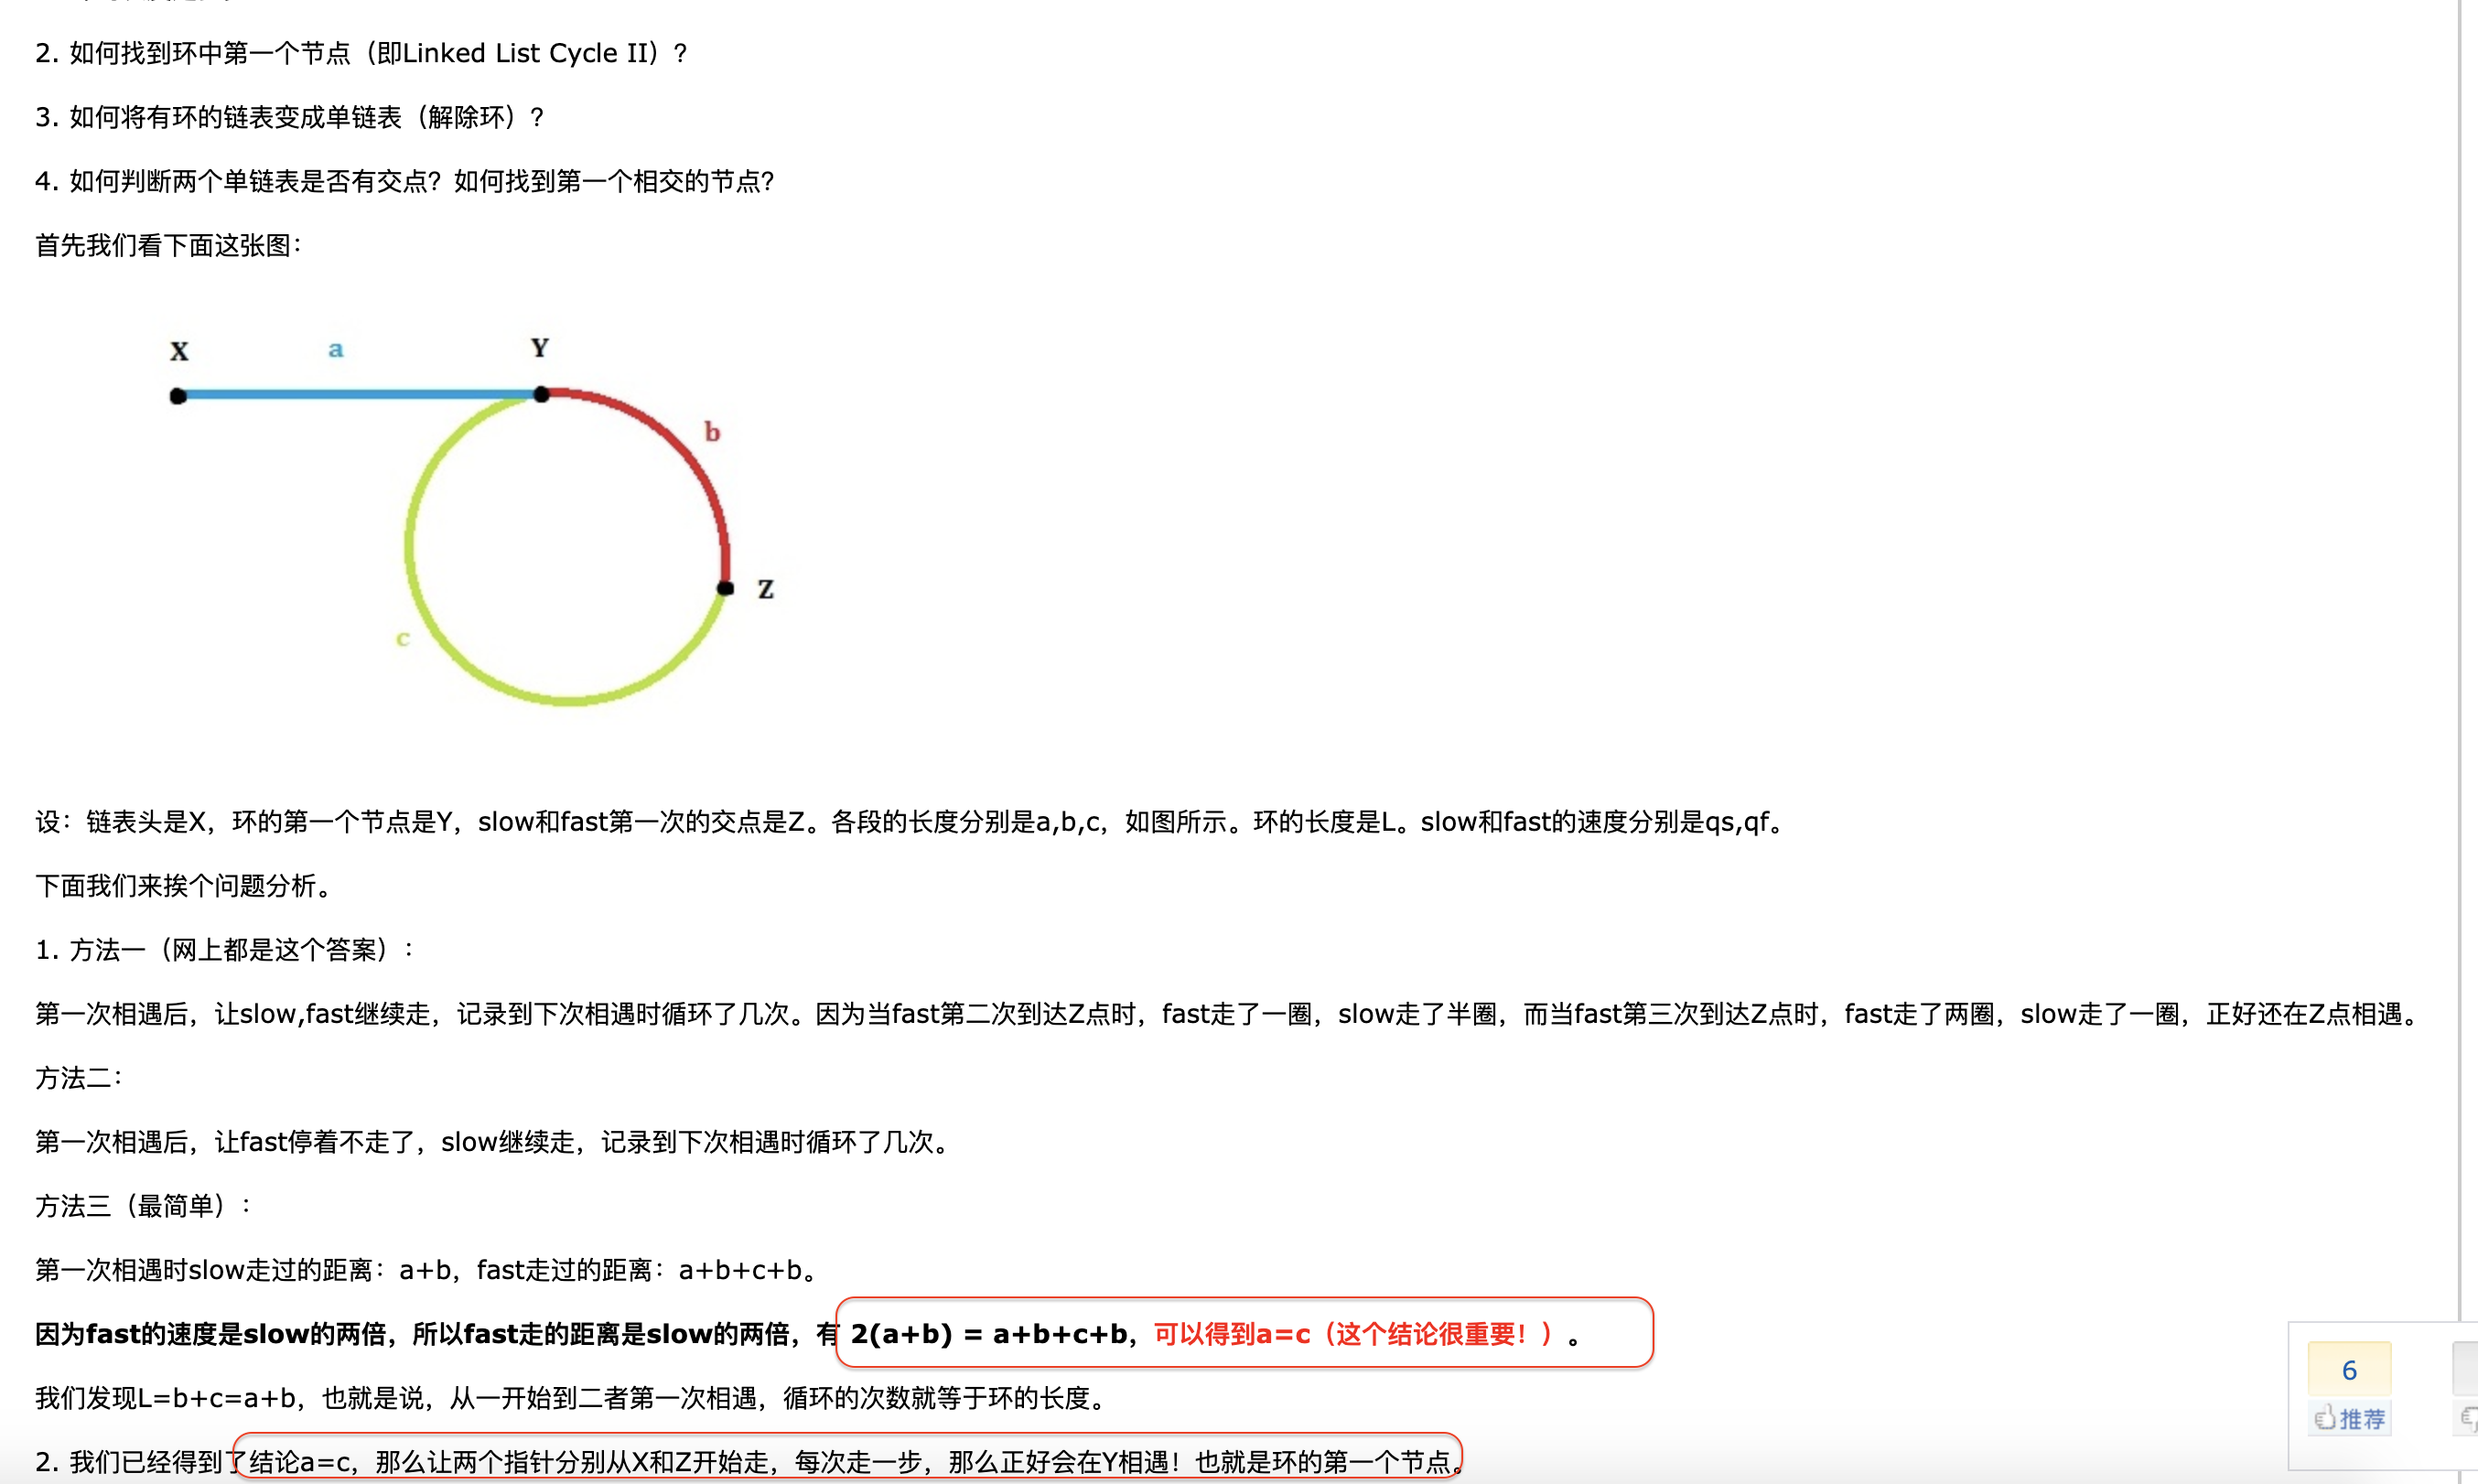 2. 如何找到环中第一个节点（即Linked List Cycle II）？
3. 如何将有环的链表变成单链表（解除环）？
4. 如何判断两个单链表是否有交点？如何找到第一个相交的节点？
首先我们看下面这张图：
X a Y
b
Z
c
设：链表头是X，环的第一个节点是Y，slow和fast第一次的交点是Z。各段的长度分别是a,b,c，如图所示。环的长度是L。slow和fast的速度分别是qs,qf。
下面我们来挨个问题分析。
1. 方法一（网上都是这个答案）：
第一次相遇后，让slow,fast继续走，记录到下次相遇时循环了几次。因为当fast第二次到达Z点时，fast走了一圈，slow走了半圈，而当fast第三次到达Z点时，fast走了两圈，slow走了一圈，正好还在Z点相遇。
方法二：
第一次相遇后，让fast停着不走了，slow继续走，记录到下次相遇时循环了几次。
方法三（最简单）：
第一次相遇时slow走过的距离：a+b，fast走过的距离：a+b+c+b。
因为fast的速度是slow的两倍，所以fast走的距离是slow的两倍，有 2(a+b) = a+b+c+b，可以得到a=c（这个结论很重要！）。
我们发现L=b+c=a+b，也就是说，从一开始到二者第一次相遇，循环的次数就等于环的长度。
2. 我们已经得到了结论a=c，那么让两个指针分别从X和Z开始走，每次走一步，那么正好会在Y相遇！也就是环的第一个节点。
6
推荐